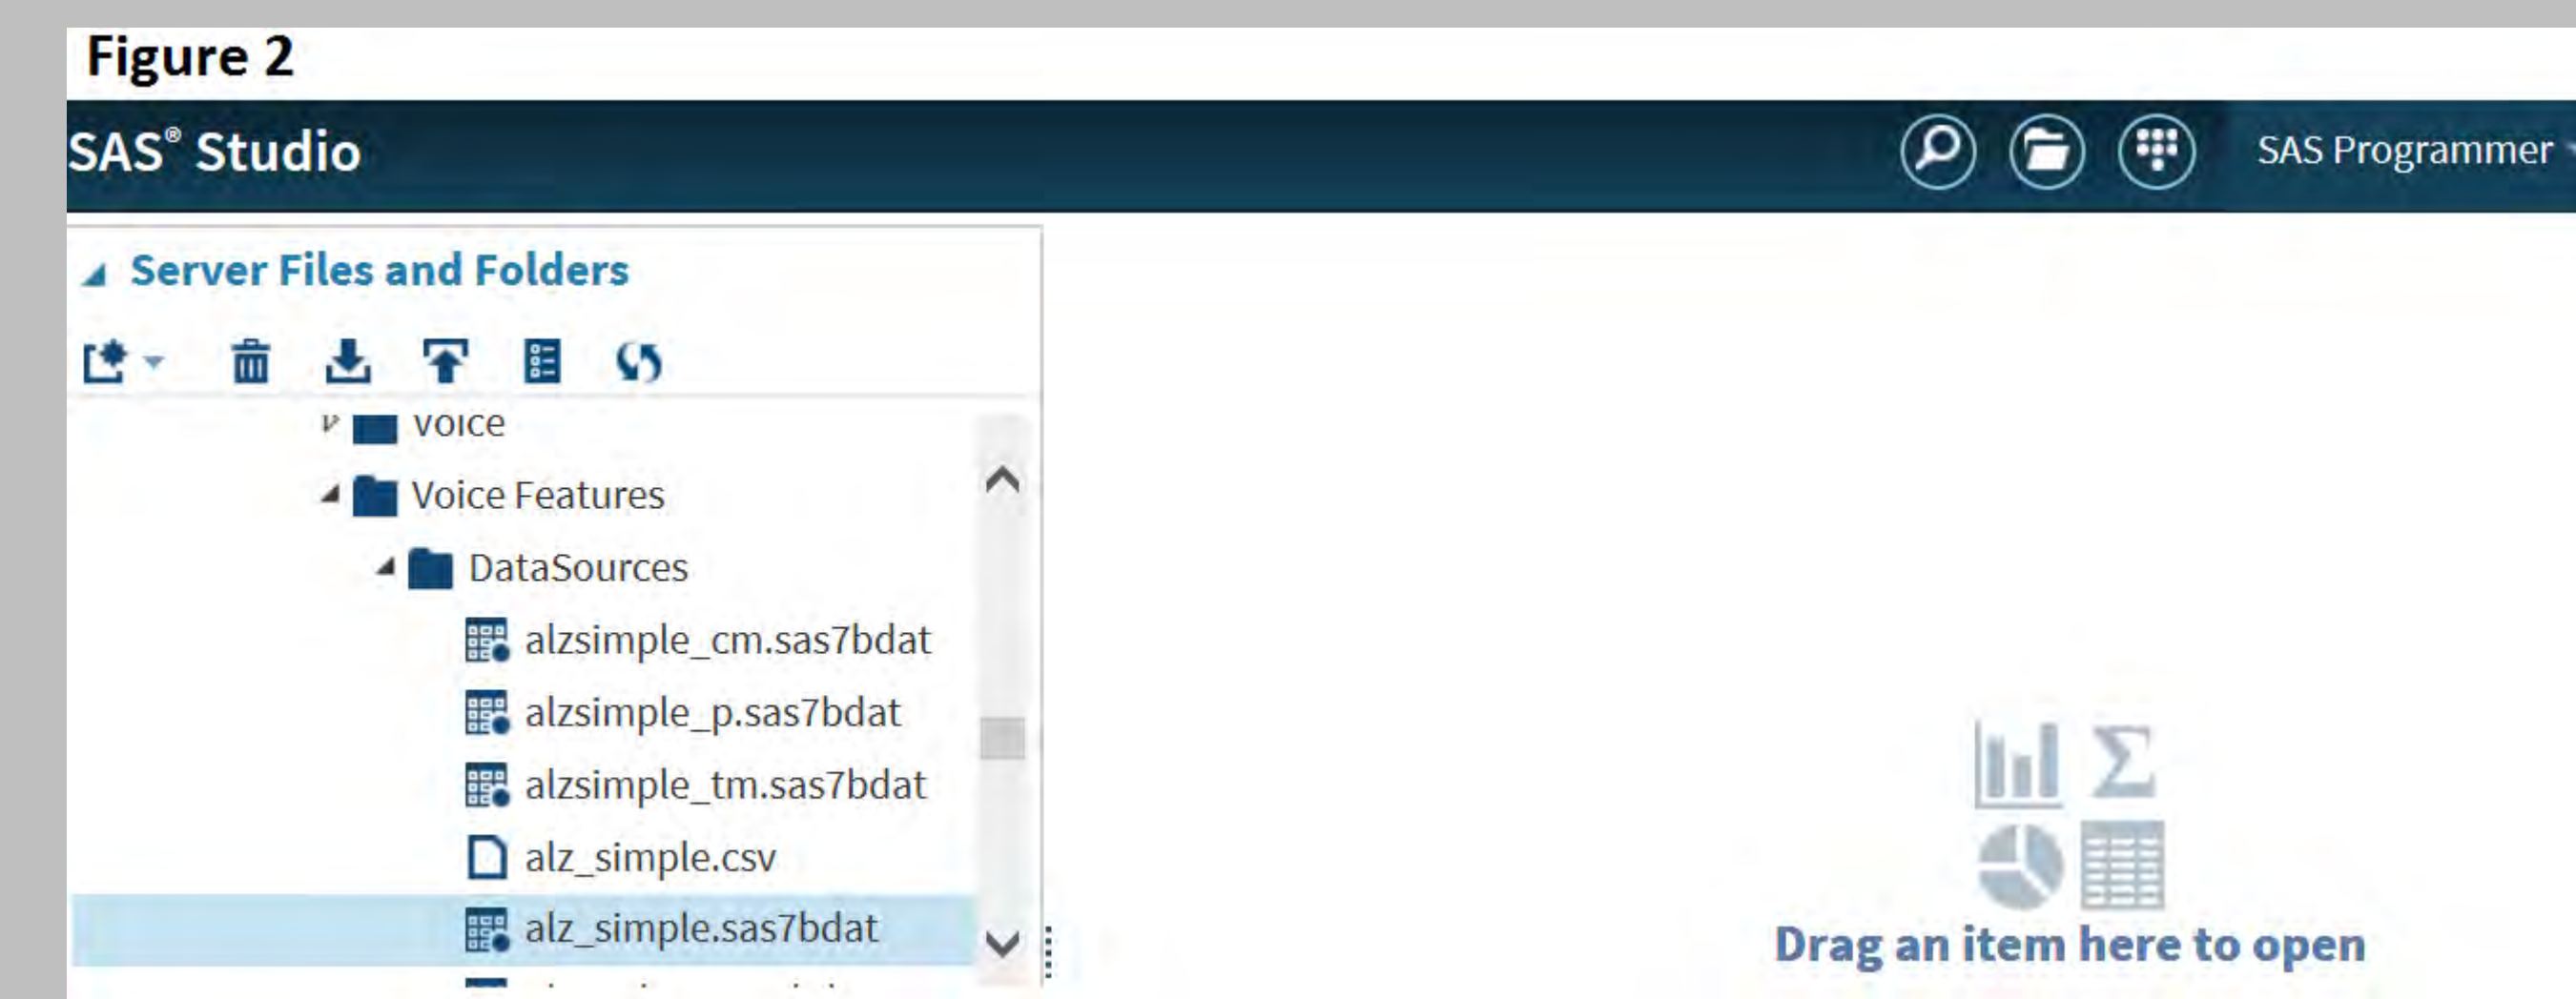 Figure 2
SAS® Studio
SAS Programmer
Server Files and Folders
voice
Voice Features
DataSources
alzsimple_cm.sas7bdat
alzsimple_p.sas7bdat
alzsimple_tm.sas7bdat
alz_simple.csv
alz_simple.sas7bdat
Drag an item here to open